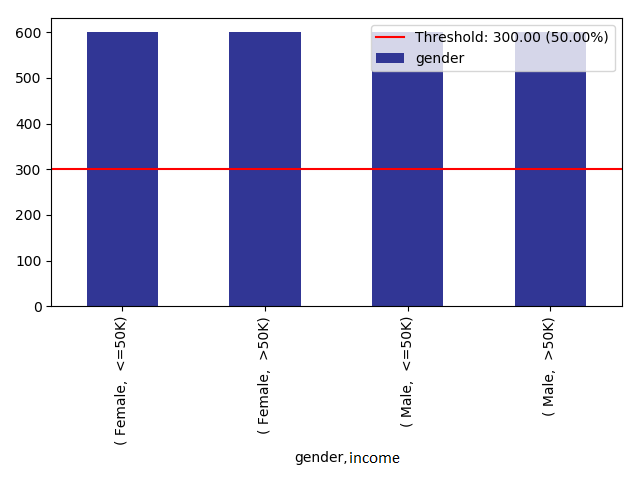 600
500
400
300
200
100
0
Threshold: 300.00 (50.00%)
gender
( Female,  <=50K)
( Female,  >50K)
( Male,  <=50K)
( Male,  >50K)
gender,income